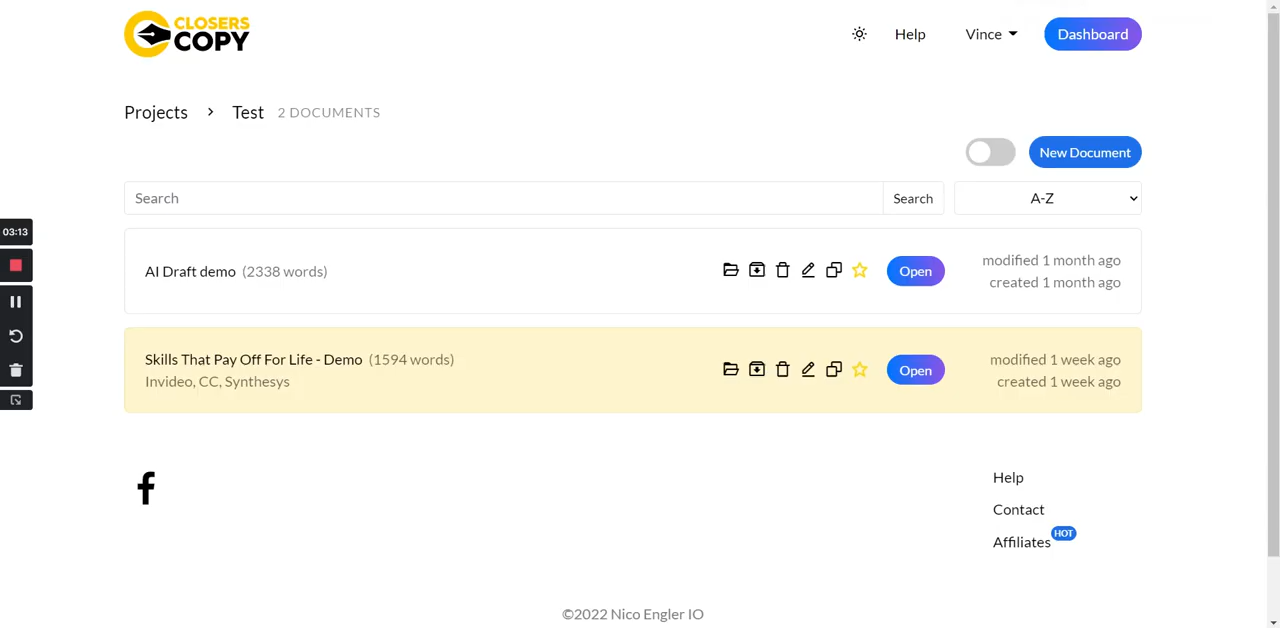 CLOSERS
COPY
Help
Vince
Dashboard
Projects > Test 2 DOCUMENTS
New Document
Search
Search
A-Z
03:13
AI Draft demo (2338 words)
Open
modified 1 month ago
created 1 month ago
Skills That Pay Off For Life - Demo (1594 words)
Invideo, CC, Synthesys
Open
modified 1 week ago
created 1 week ago
Help
Contact
Affiliates HOT
©2022 Nico Engler IO